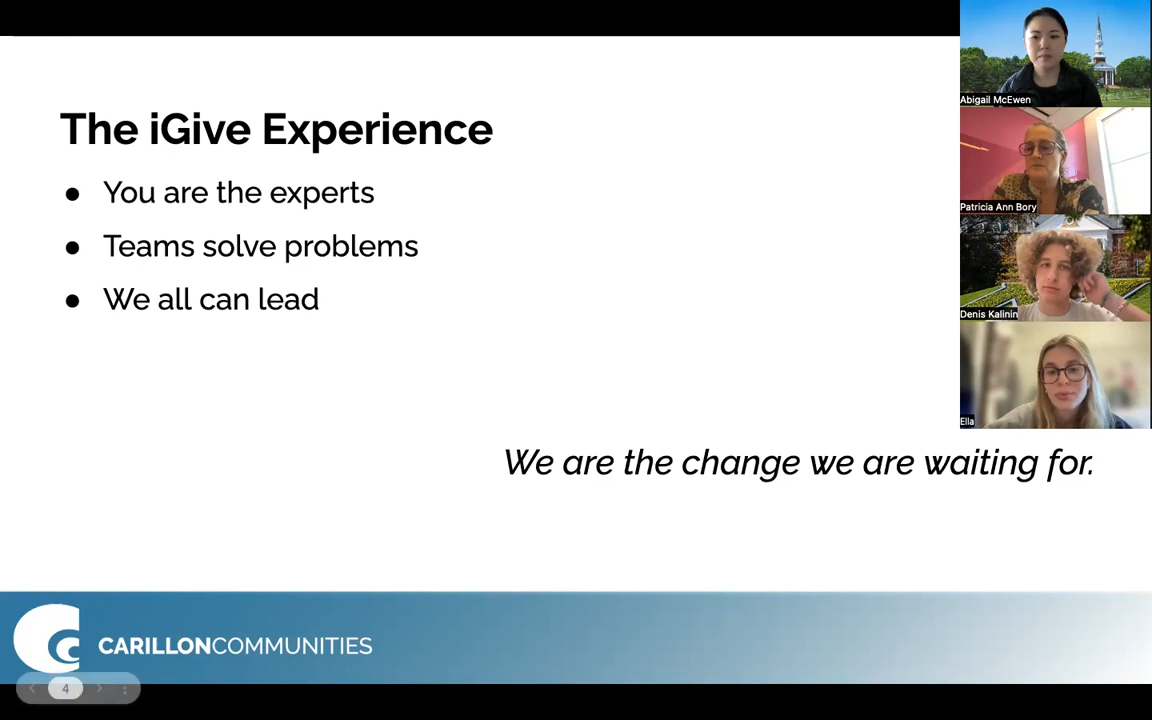 The iGive Experience
● You are the experts
● Teams solve problems
● We all can lead
We are the change we are waiting for.
CARILLONCOMMUNITIES
4
Abigail McEwen
Patricia Ann Bory
Denis Kalinin
Ella